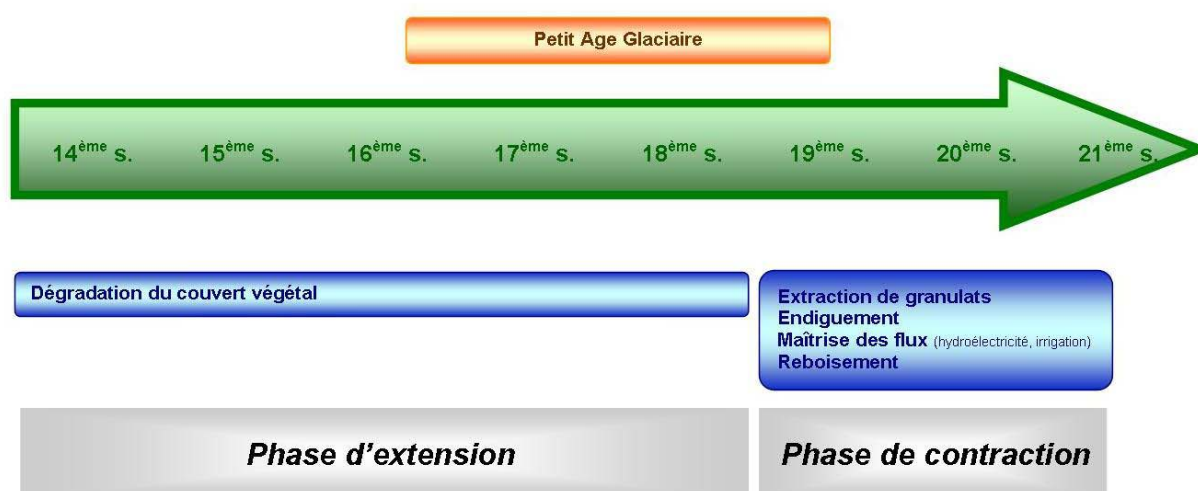 Petit Age Glaciaire
14ème s. 15ème s. 16ème s. 17ème s. 18ème s. 19ème s. 20ème s. 21ème s.
Dégradation du couvert végétal
Extraction de granulats
Endiguement
Maîtrise des flux (hydroélectricité, irrigation)
Reboisement
Phase d'extension
Phase de contraction